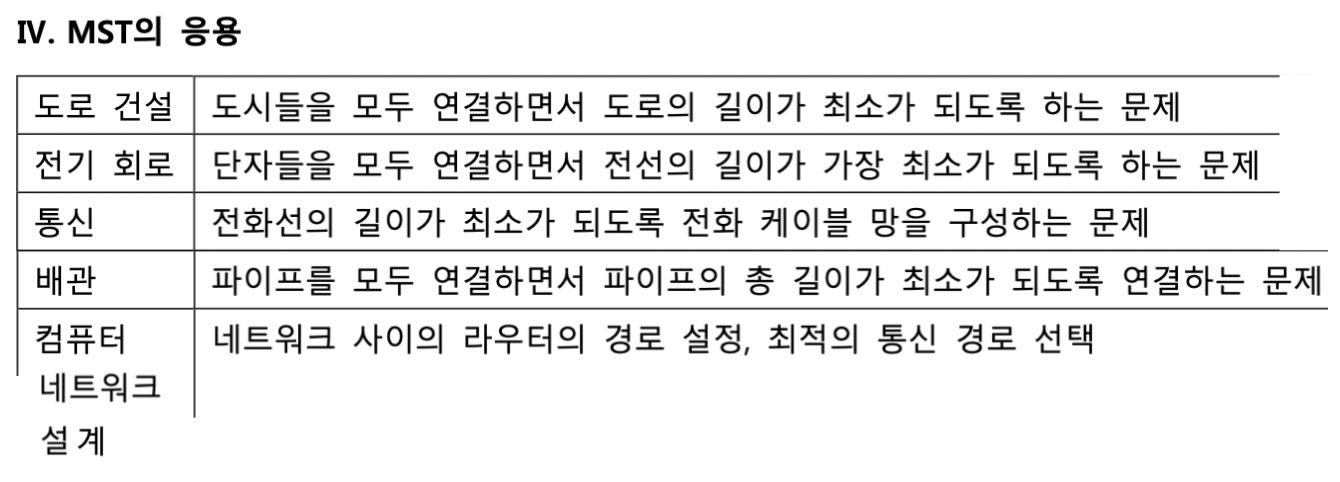 IV. MST의 응용
도로 건설 도시들을 모두 연결하면서 도로의 길이가 최소가 되도록 하는 문제
전기 회로 단자들을 모두 연결하면서 전선의 길이가 가장 최소가 되도록 하는 문제
통신 전화선의 길이가 최소가 되도록 전화 케이블 망을 구성하는 문제
배관 파이프를 모두 연결하면서 파이프의 총 길이가 최소가 되도록 연결하는 문제
컴퓨터 네트워크 사이의 라우터의 경로 설정, 최적의 통신 경로 선택
네트워크
설 계